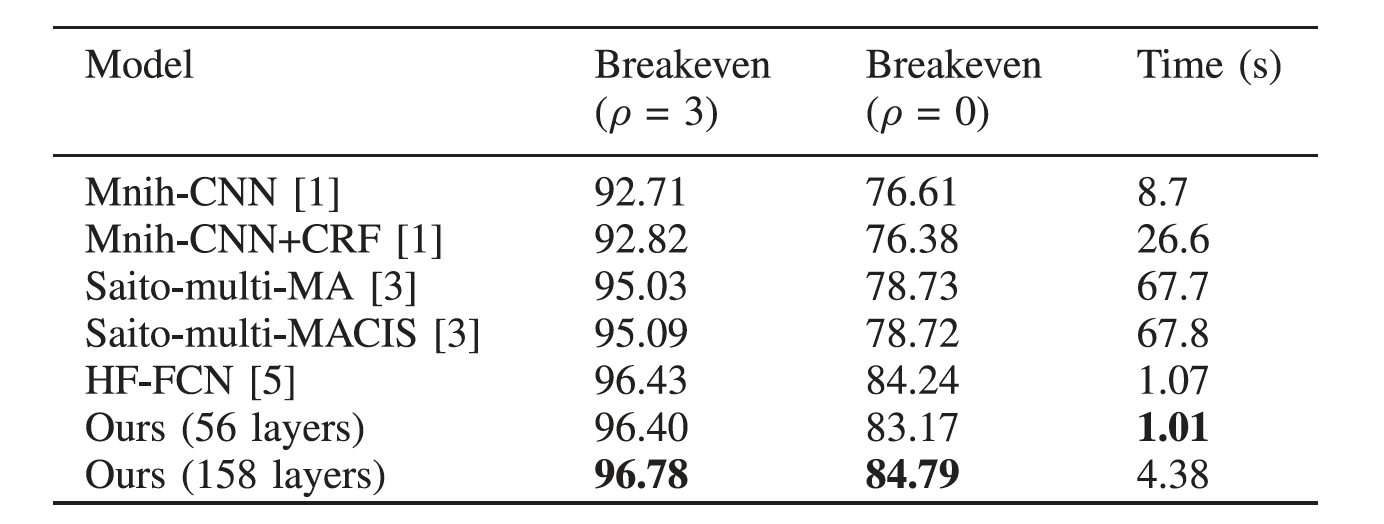 Model Breakeven Breakeven Time (s)
(ρ = 3) (ρ = 0)
Mnih-CNN [1] 92.71 76.61 8.7
Mnih-CNN+CRF [1] 92.82 76.38 26.6
Saito-multi-MA [3] 95.03 78.73 67.7
Saito-multi-MACIS [3] 95.09 78.72 67.8
HF-FCN [5] 96.43 84.24 1.07
Ours (56 layers) 96.40 83.17 1.01
Ours (158 layers) 96.78 84.79 4.38